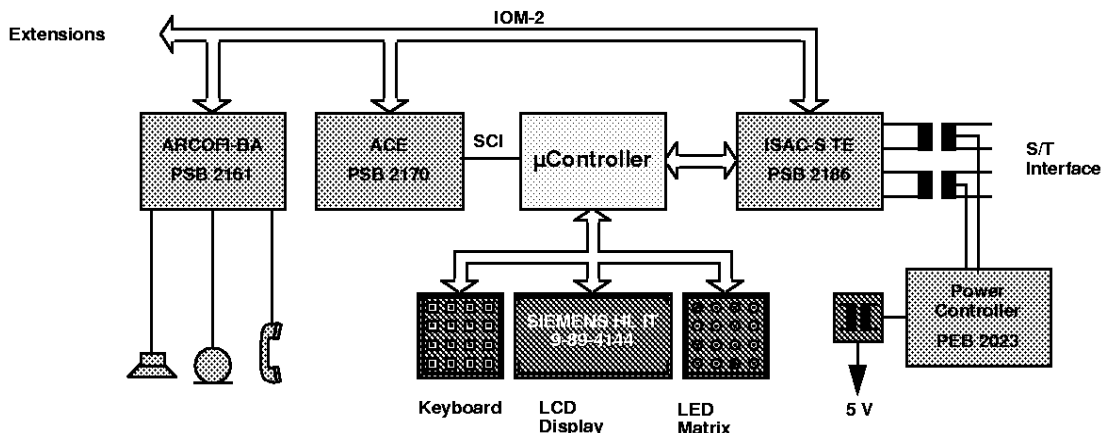 IOM-2
Extensions
ARCOFI-BA
PSB 2161
ACE
PSB 2170
SCI
µController
ISAC-S TE
PSB 2186
S/T
Interface
Power
Controller
PEB 2023
SIEMENS HL IT
9-89-4144
Keyboard
LCD
Display
LED
Matrix
5 V